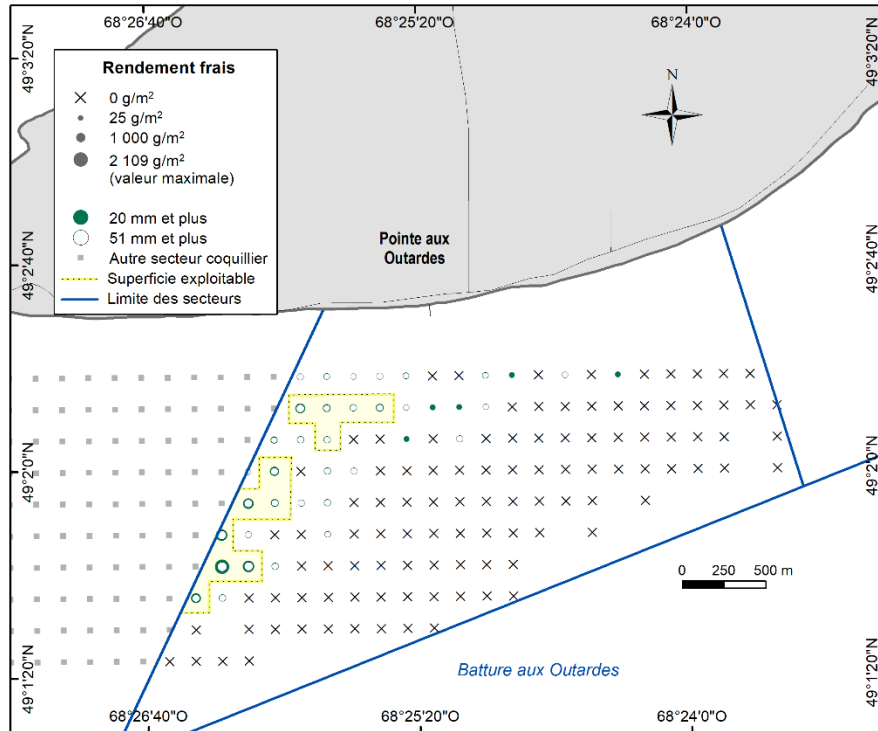 68°26'40"O 68°25'20"O 68°24'0"O
49°3'20"N 49°3'20"N
Rendement frais
0 g/m²
25 g/m²
1 000 g/m²
2 109 g/m²
(valeur maximale)
20 mm et plus
51 mm et plus
Autre secteur coquillier
Superficie exploitable
Limite des secteurs
N
Pointe aux
Outardes
49°2'40"N 49°2'40"N
49°2'0"N 49°2'0"N
0 250 500 m
Batture aux Outardes
49°1'20"N 49°1'20"N
68°26'40"O 68°25'20"O 68°24'0"O